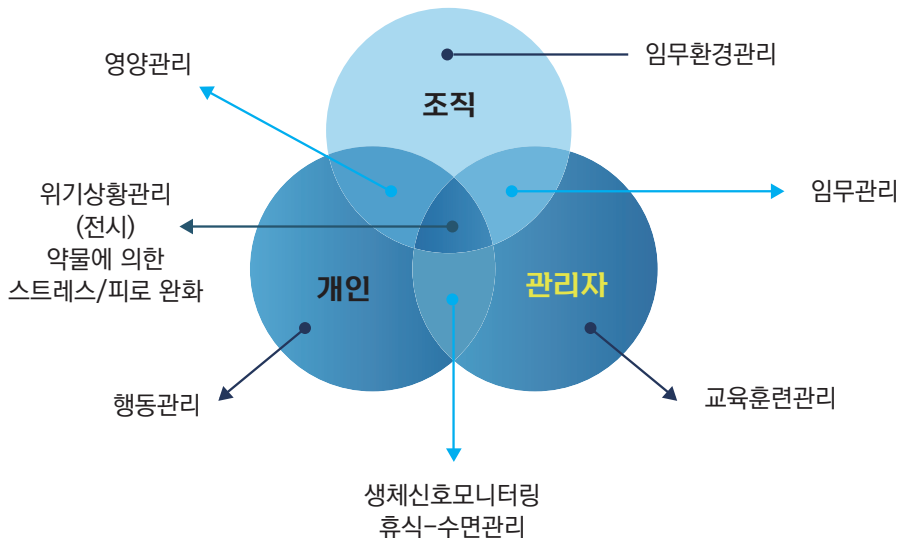 임무환경관리
영양관리
조직
위기상황관리
(전시)
약물에 의한
스트레스/피로 완화
임무관리
개인
관리자
행동관리
교육훈련관리
생체신호모니터링
휴식-수면관리